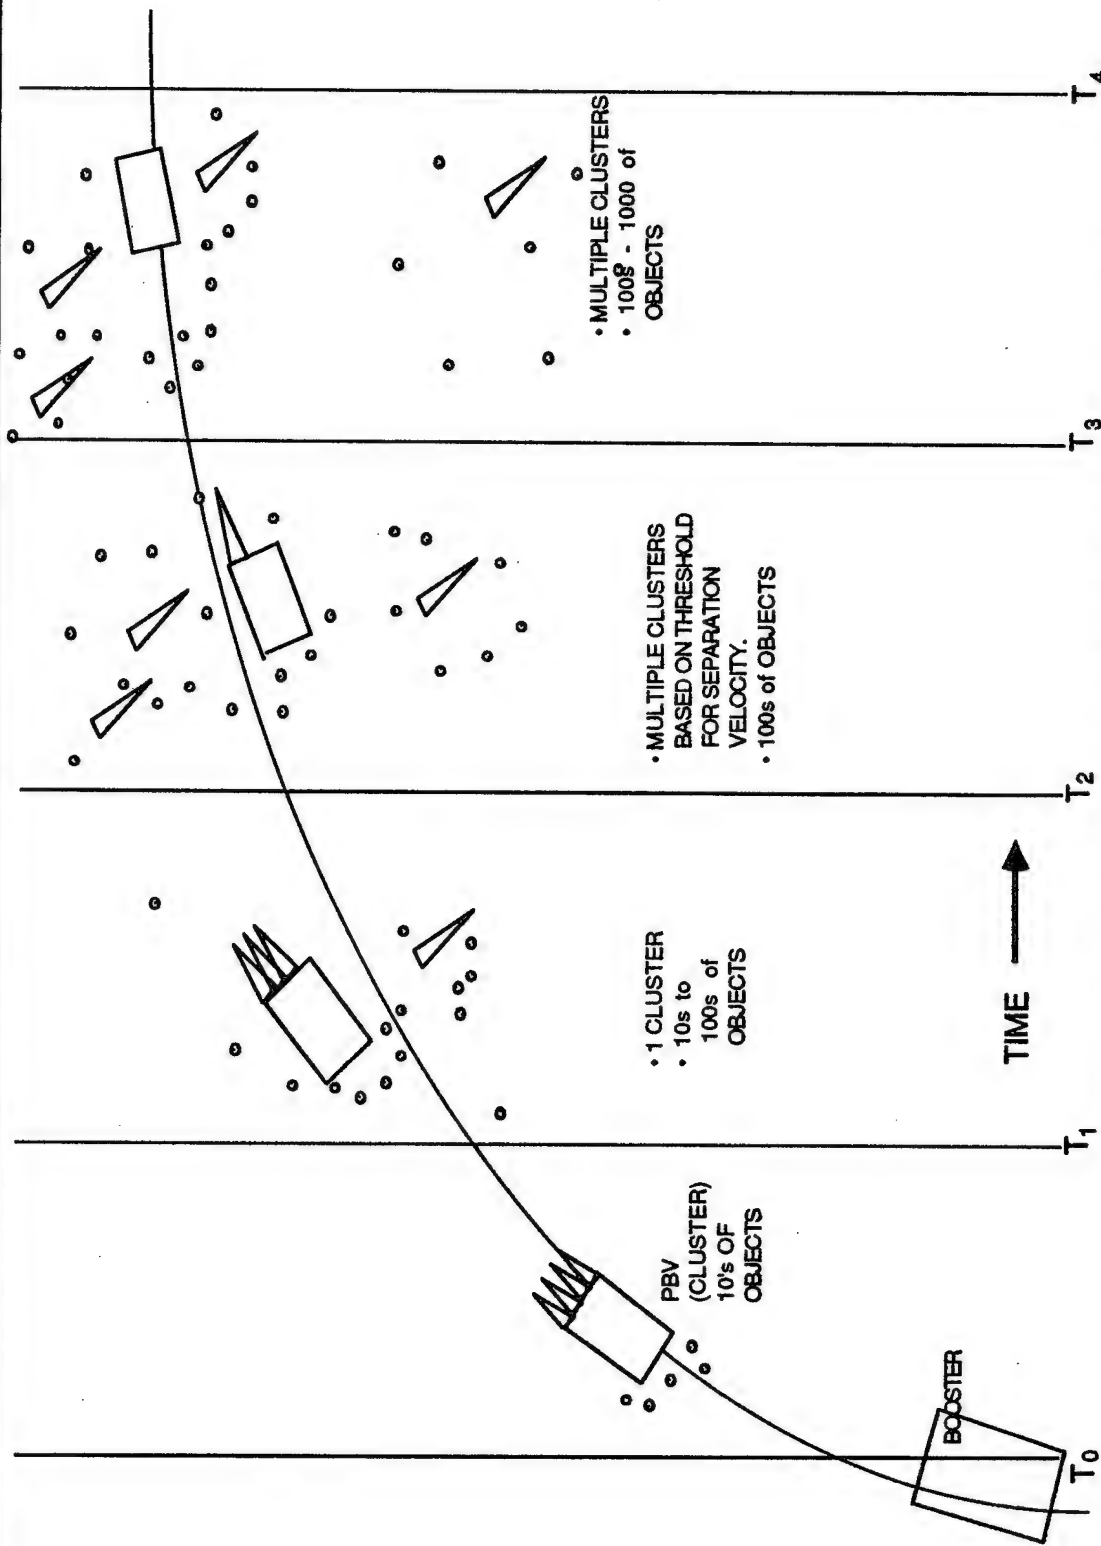 BOOSTER
PBV
(CLUSTER)
10's OF
OBJECTS
• 1 CLUSTER
• 10s to
100s of
OBJECTS
• MULTIPLE CLUSTERS
BASED ON THRESHOLD
FOR SEPARATION
VELOCITY.
• 100s of OBJECTS
• MULTIPLE CLUSTERS
• 100s - 1000 of
OBJECTS
TIME
T0
T1
T2
T3
T4